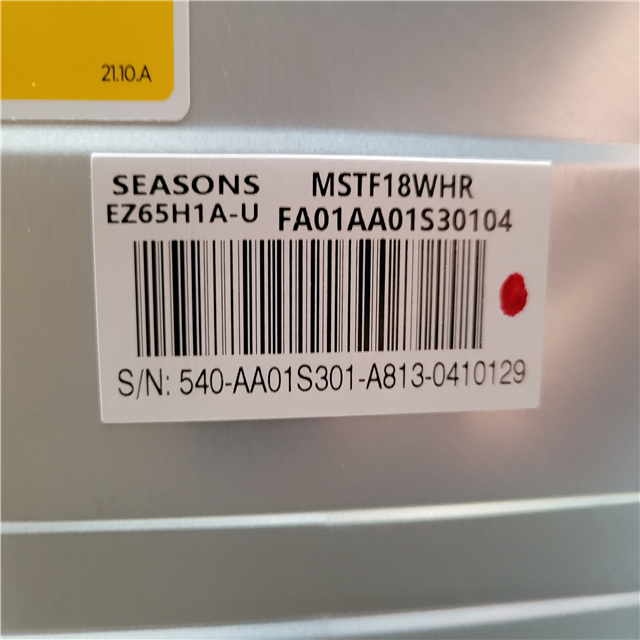 21.10.A
SEASONS MSTF18WHR
EZ65H1A-U FA01AA01S30104
S/N: 540-AA01S301-A813-0410129